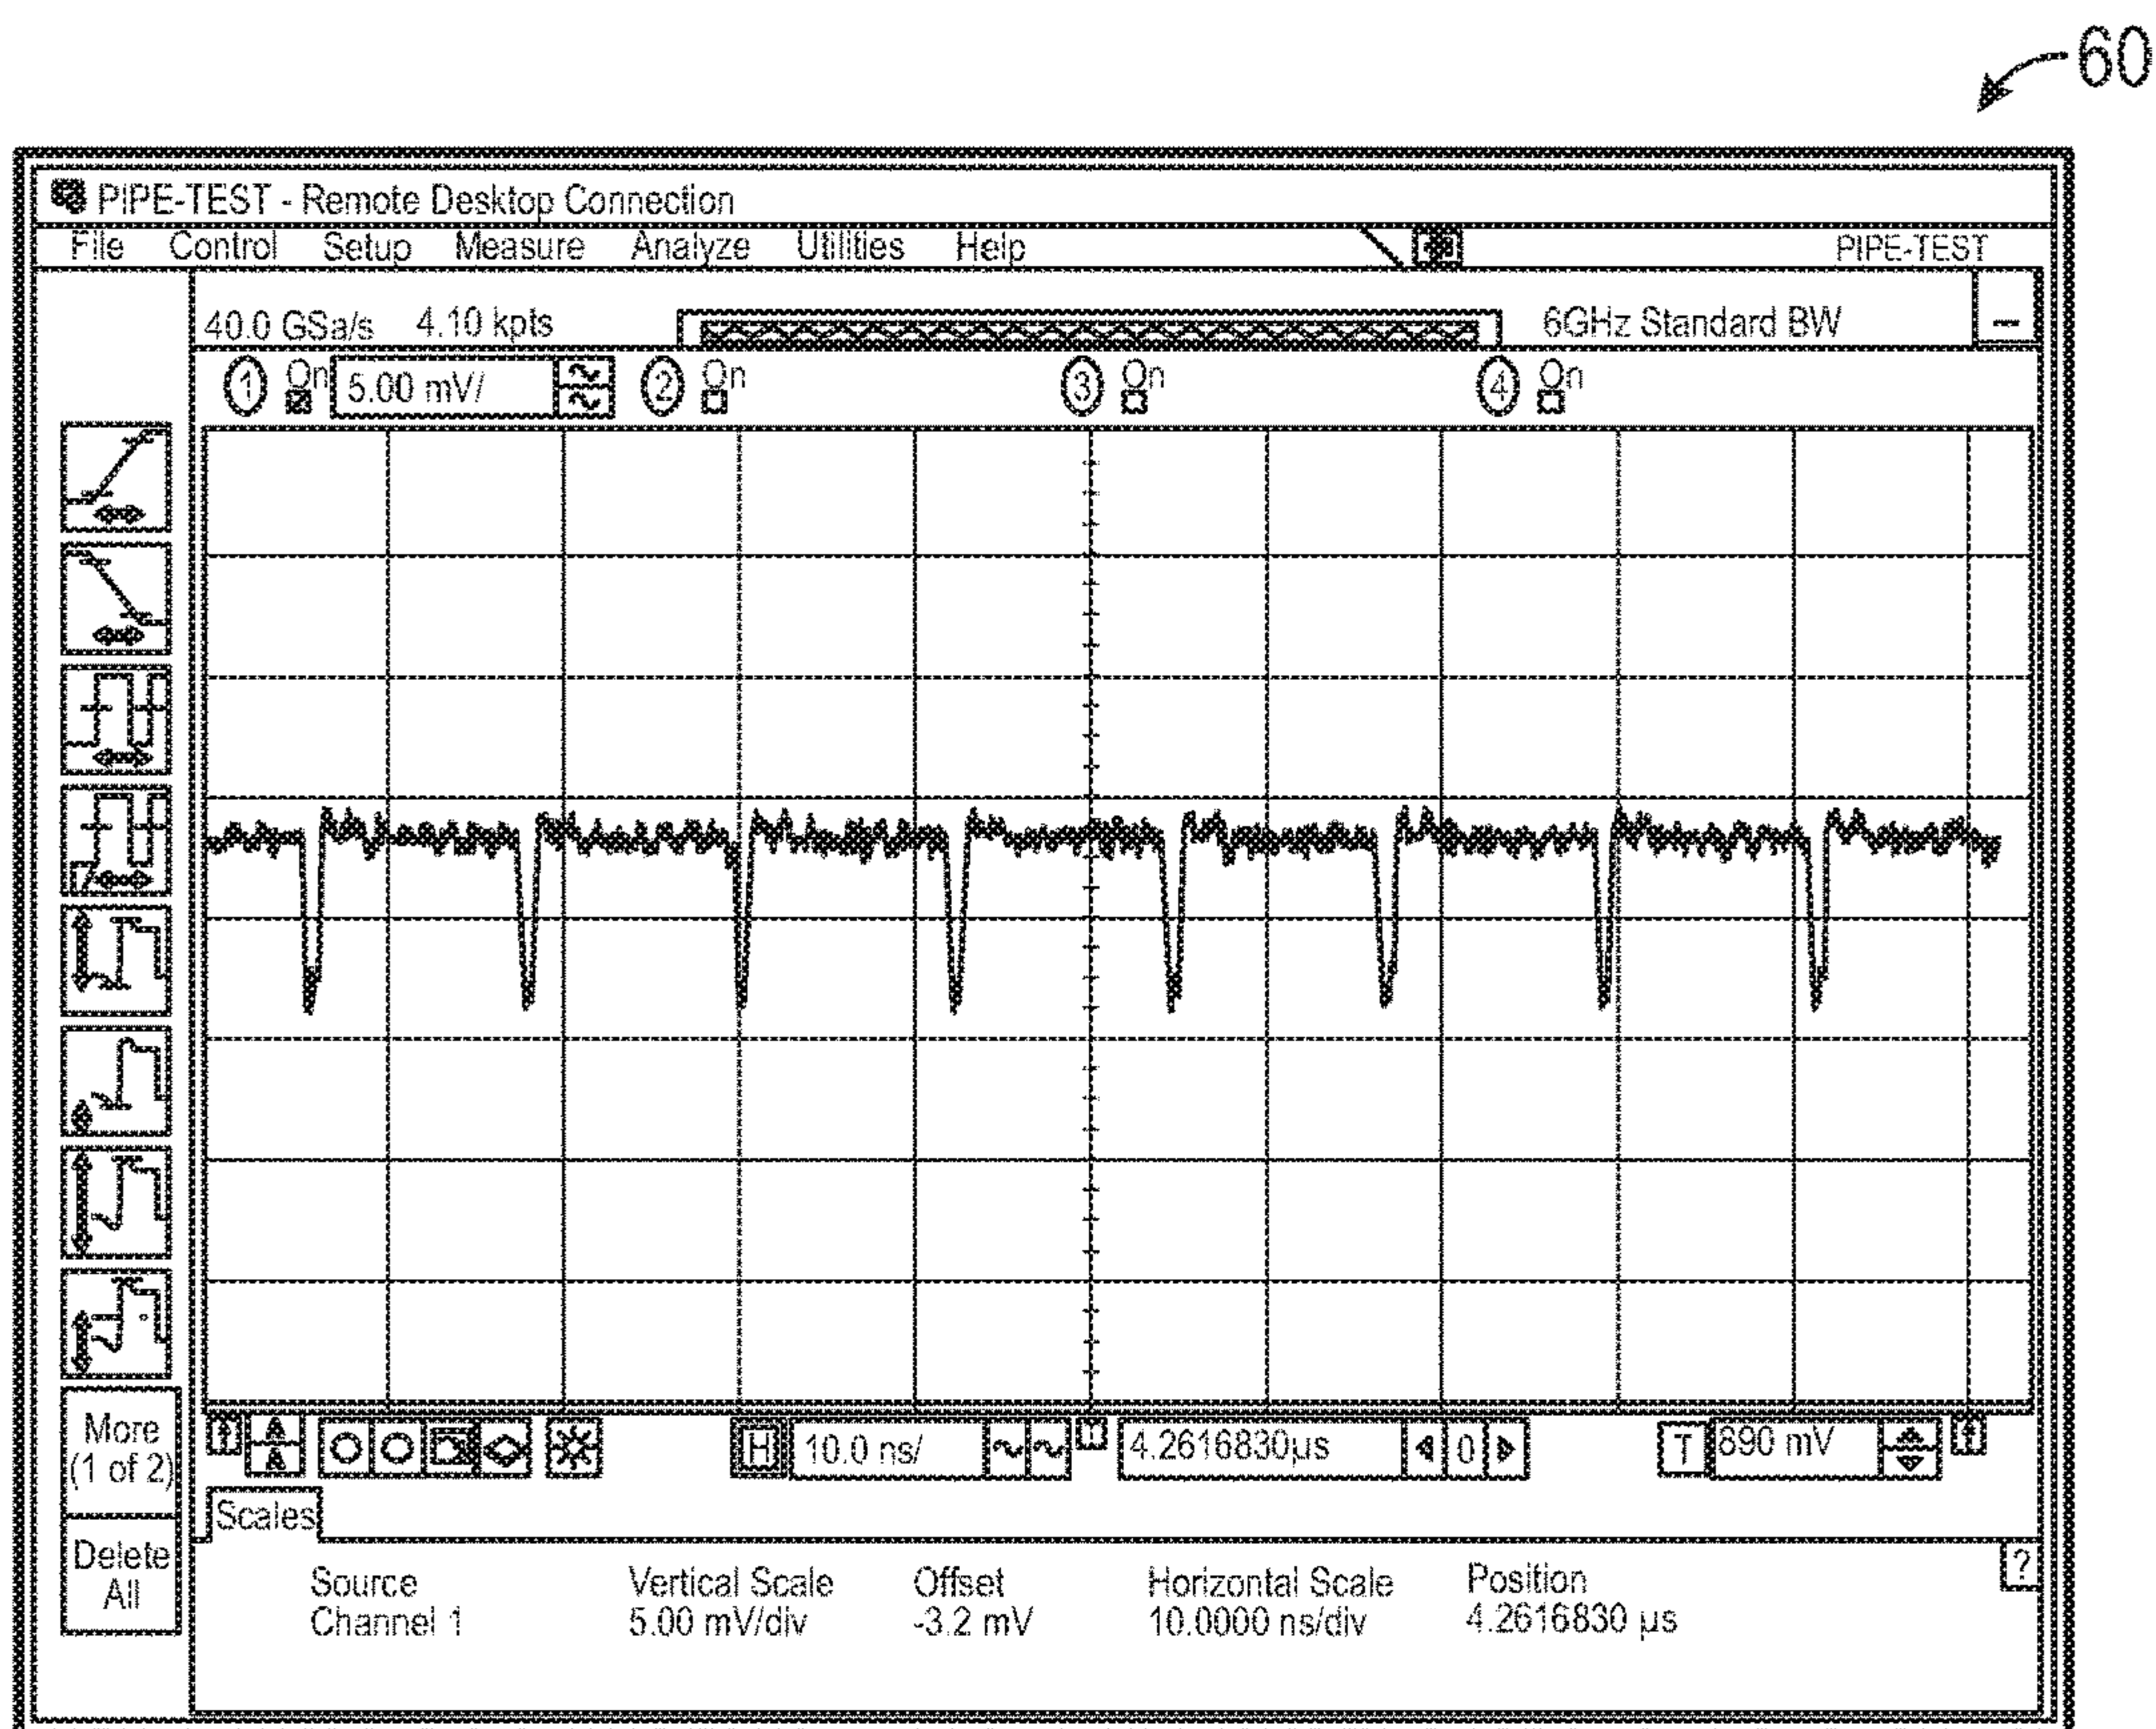 60
PIPE-TEST - Remote Desktop Connection
File Control Setup Measure Analyze Utilities Help PIPE-TEST
40.0 GSa/s 4.10 kpts 6GHz Standard BW
1 On 5.00 mV/ 2 On 3 On 4 On
More
(1 of 2)
Delete
All
H 10.0 ns/ 4.2616830µs 0 T 890 mV
Scales
?
Source Vertical Scale Offset Horizontal Scale Position
Channel 1 5.00 mV/div -3.2 mV 10.0000 ns/div 4.2616830 µs